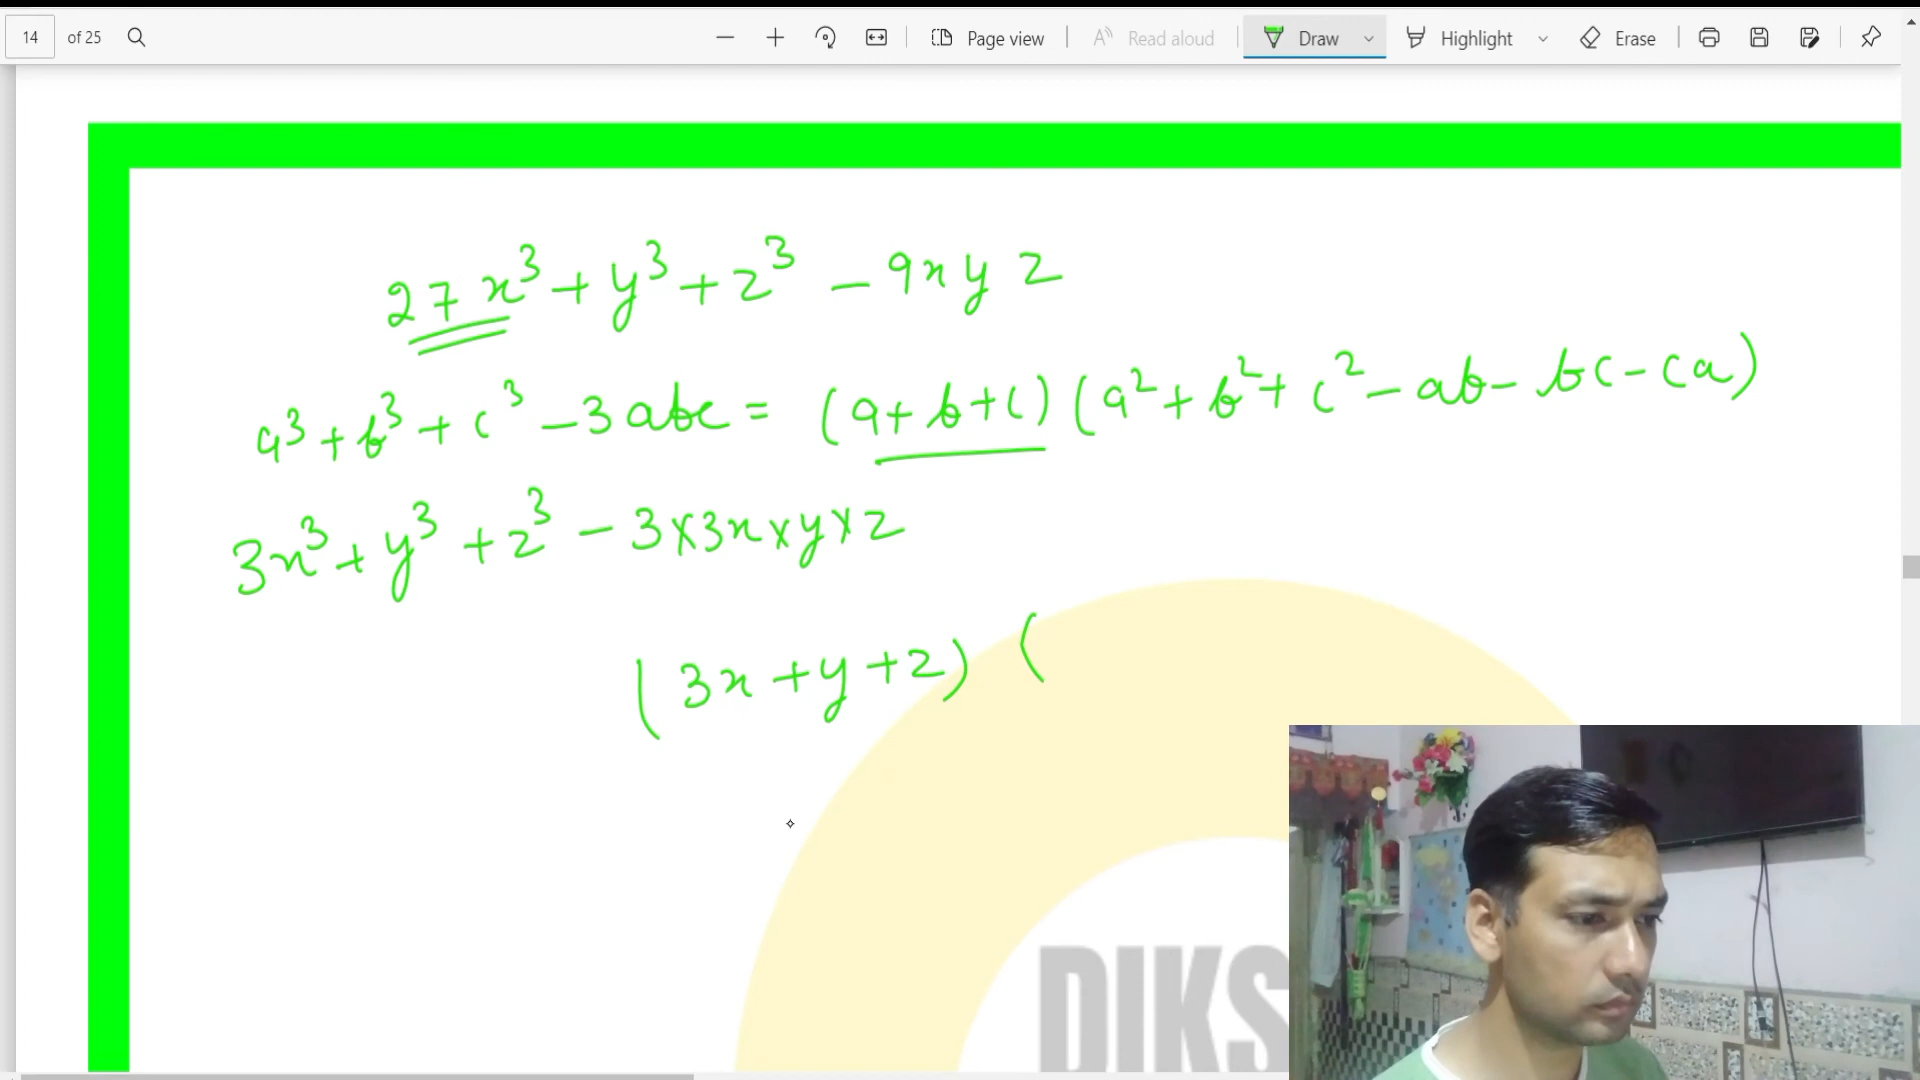 14 of 25 Page view Read aloud Draw Highlight Erase
27x³ + y³ + z³ - 9xyz
a³ + b³ + c³ - 3abc = (a + b + c) (a² + b² + c² - ab - bc - ca)
3x³ + y³ + z³ - 3×3x×y×z
(3x + y + z) (
DIKS